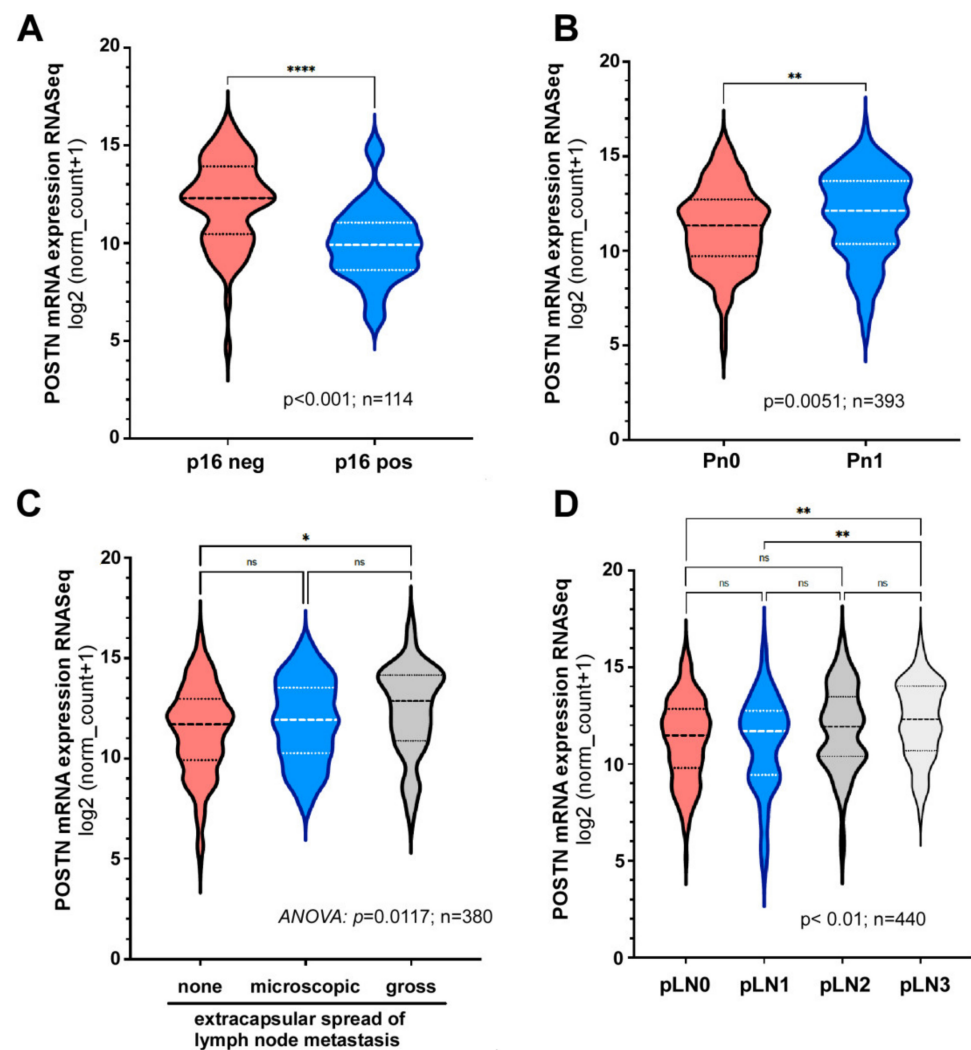 A
POSTN mRNA expression RNASeq
log2 (norm_count+1)
20
15
10
5
0
****
p<0.001; n=114
p16 neg
p16 pos
B
POSTN mRNA expression RNASeq
log2 (norm_count+1)
20
15
10
5
0
**
p=0.0051; n=393
Pn0
Pn1
C
POSTN mRNA expression RNASeq
log2 (norm_count+1)
20
15
10
5
0
*
ns
ns
ANOVA: p=0.0117; n=380
none
microscopic
gross
extracapsular spread of
lymph node metastasis
D
POSTN mRNA expression RNASeq
log2 (norm_count+1)
20
15
10
5
0
**
**
ns
ns
ns
ns
p< 0.01; n=440
pLN0
pLN1
pLN2
pLN3